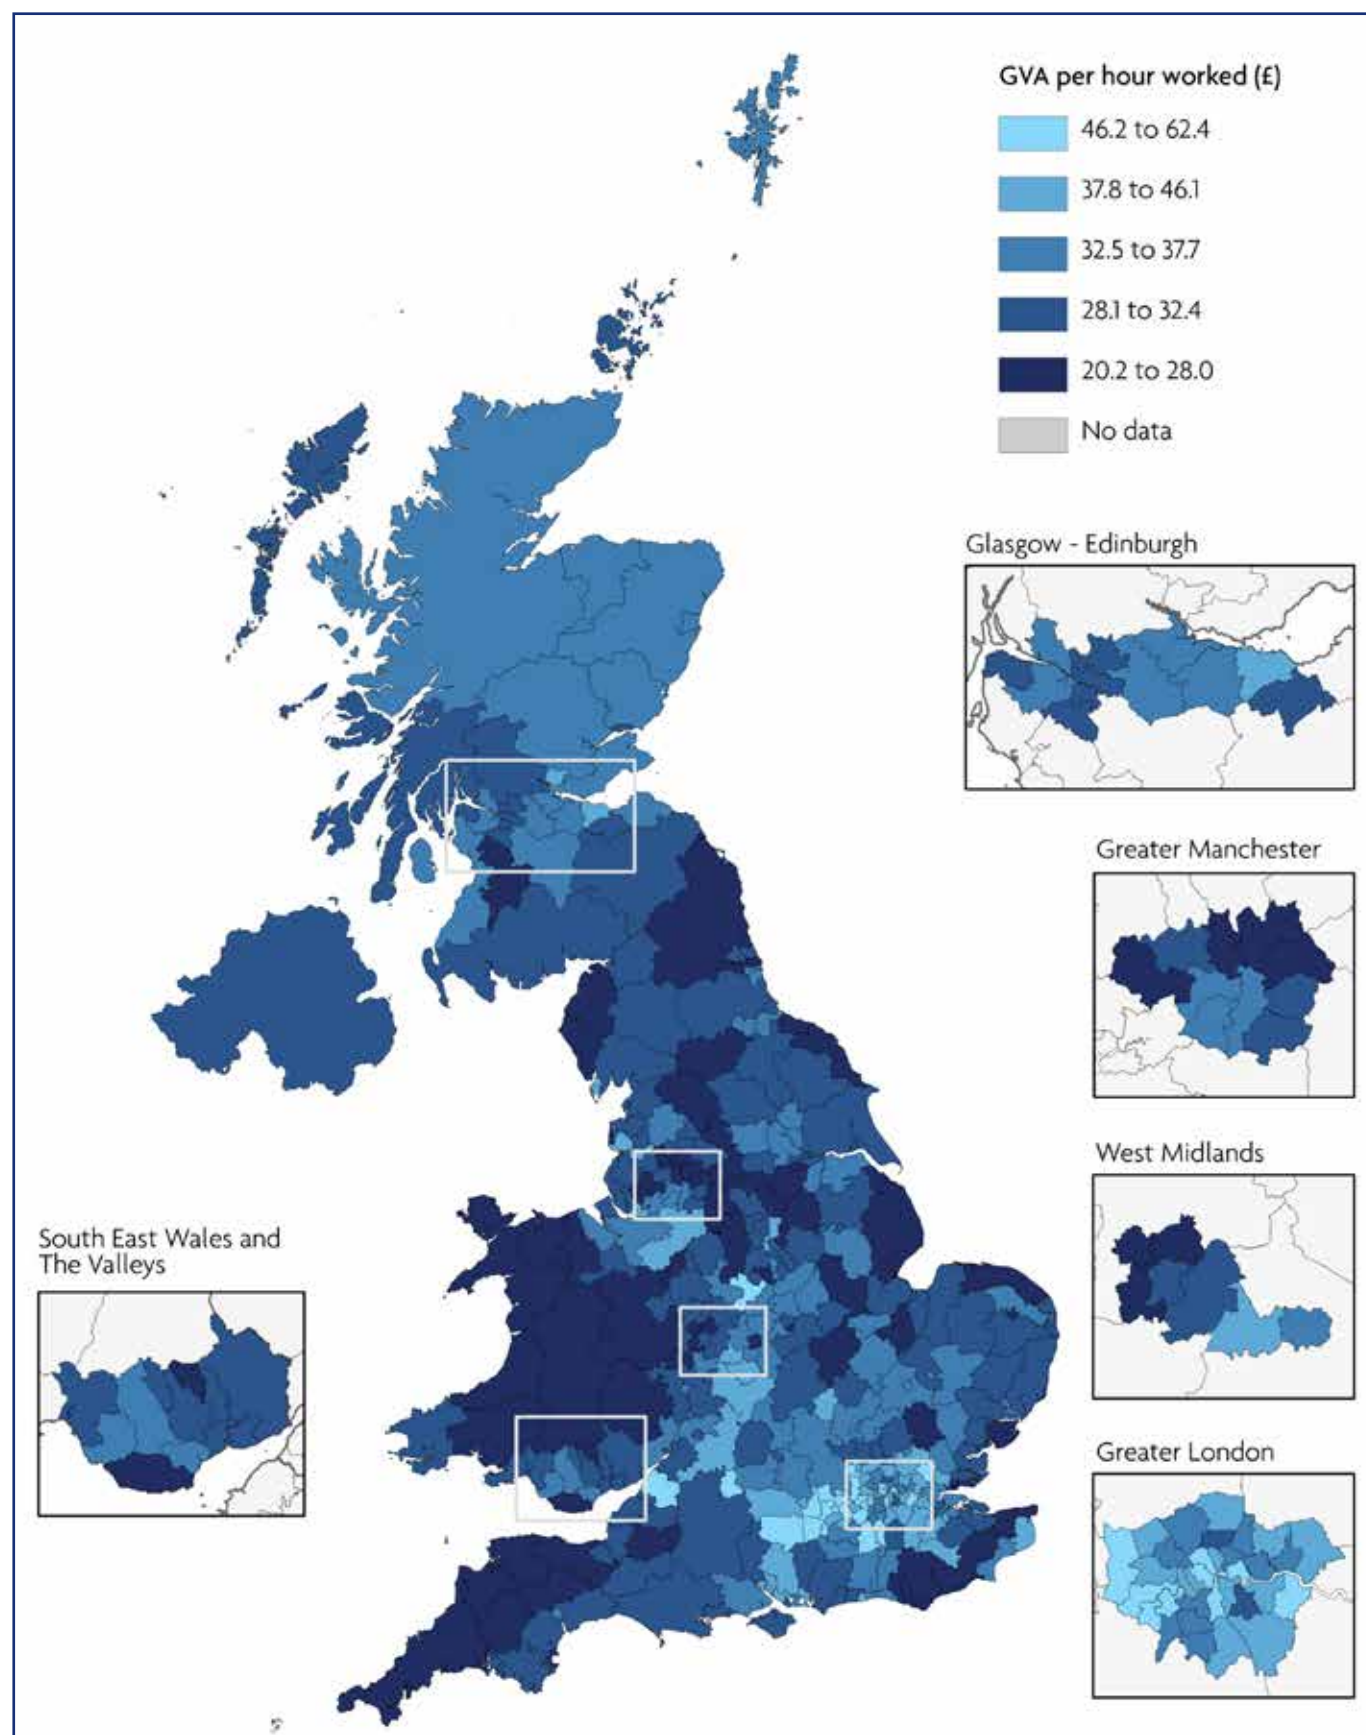 GVA per hour worked (£)
46.2 to 62.4
37.8 to 46.1
32.5 to 37.7
28.1 to 32.4
20.2 to 28.0
No data
Glasgow - Edinburgh
Greater Manchester
West Midlands
South East Wales and
The Valleys
Greater London